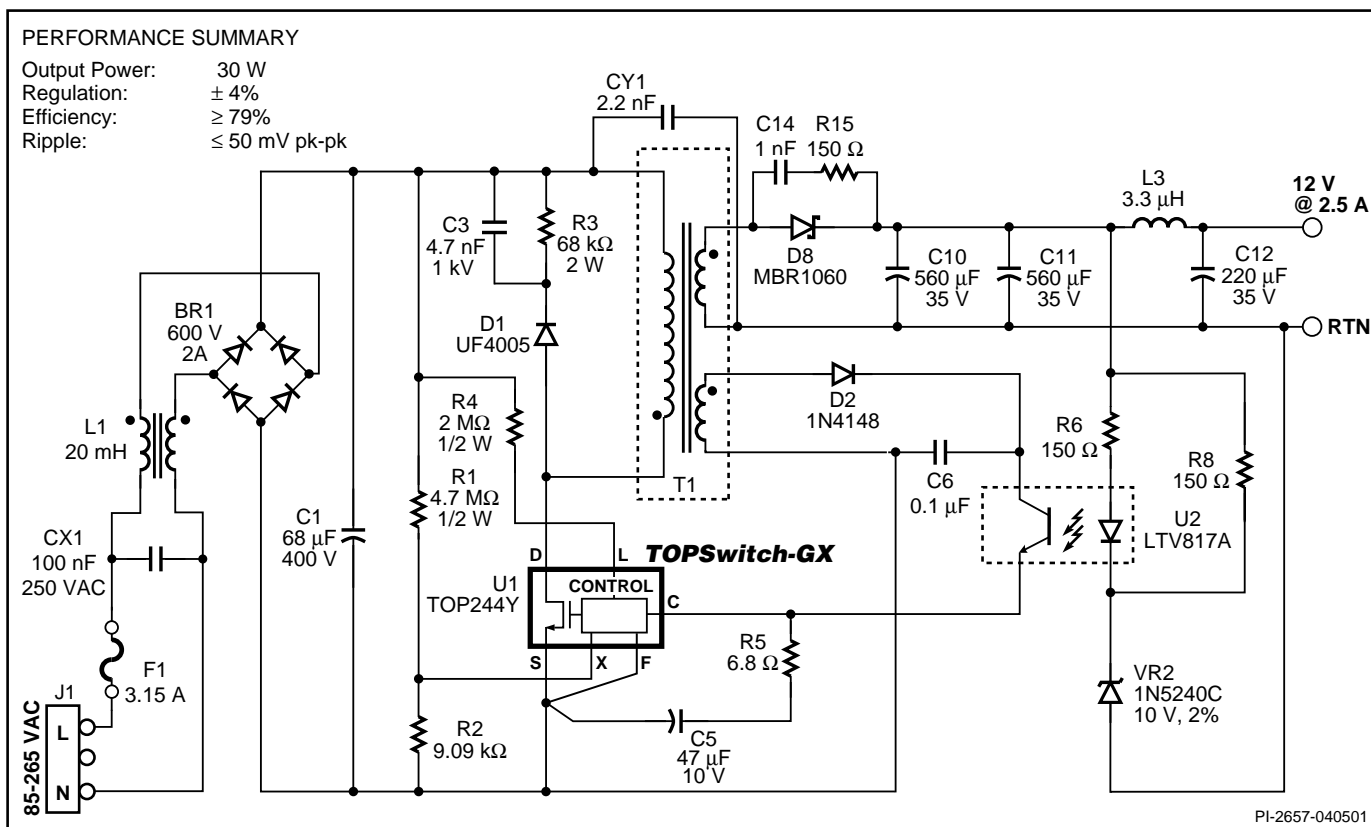 PERFORMANCE SUMMARY
Output Power: 30 W
Regulation: ± 4%
Efficiency: ≥ 79%
Ripple: ≤ 50 mV pk-pk
CY1
2.2 nF
C14
1 nF
R15
150 Ω
L3
3.3 µH
12 V
@ 2.5 A
C3
4.7 nF
1 kV
R3
68 kΩ
2 W
D8
MBR1060
C10
560 µF
35 V
C11
560 µF
35 V
C12
220 µF
35 V
BR1
600 V
2A
D1
UF4005
RTN
L1
20 mH
R4
2 MΩ
1/2 W
D2
1N4148
R6
150 Ω
R8
150 Ω
R1
4.7 MΩ
1/2 W
T1
C6
0.1 µF
C1
68 µF
400 V
CX1
100 nF
250 VAC
U2
LTV817A
D
L
TOPSwitch-GX
U1
TOP244Y
CONTROL
C
S
X
F
R5
6.8 Ω
F1
3.15 A
J1
L
N
85-265 VAC
R2
9.09 kΩ
C5
47 µF
10 V
VR2
1N5240C
10 V, 2%
PI-2657-040501